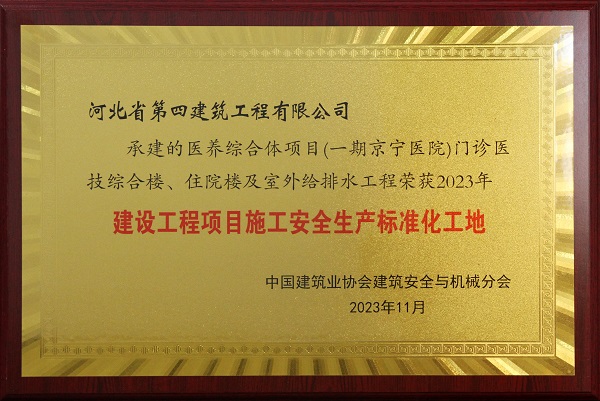 河北省第四建筑工程有限公司
承建的医养综合体项目(一期京宁医院)门诊医
技综合楼、住院楼及室外给排水工程荣获2023年
建设工程项目施工安全生产标准化工地
中国建筑业协会建筑安全与机械分会
2023年11月